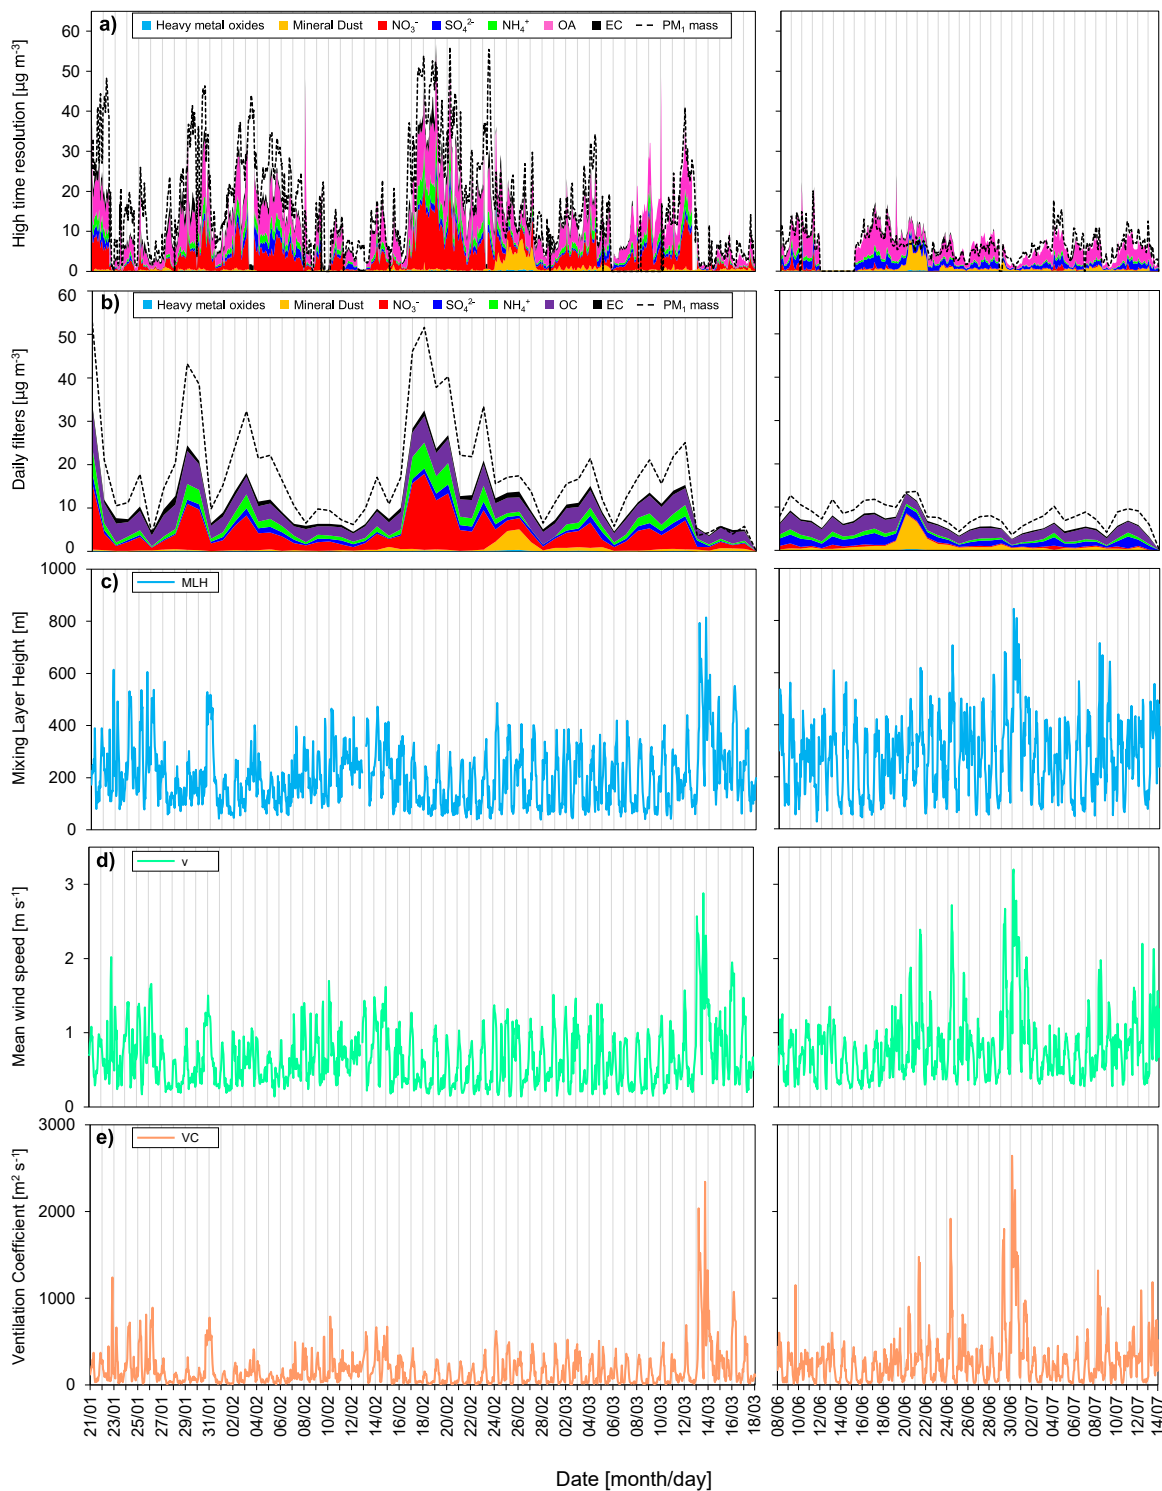 a) Heavy metal oxides Mineral Dust NO₃⁻ SO₄²⁻ NH₄⁺ OA EC PM₁ mass
High time resolution [µg m⁻³]
60
50
40
30
20
10
0
b) Heavy metal oxides Mineral Dust NO₃⁻ SO₄²⁻ NH₄⁺ OC EC PM₁ mass
Daily filters [µg m⁻³]
60
50
40
30
20
10
0
c) MLH
Mixing Layer Height [m]
1000
800
600
400
200
0
d) v
Mean wind speed [m s⁻¹]
3
2
1
0
e) VC
Ventilation Coefficient [m² s⁻¹]
3000
2000
1000
0
21/01 23/01 25/01 27/01 29/01 31/01 02/02 04/02 06/02 08/02 10/02 12/02 14/02 16/02 18/02 20/02 22/02 24/02 26/02 28/02 02/03 04/03 06/03 08/03 10/03 12/03 14/03 16/03 18/03 08/06 10/06 12/06 14/06 16/06 18/06 20/06 22/06 24/06 26/06 28/06 30/06 02/07 04/07 06/07 08/07 10/07 12/07 14/07
Date [month/day]